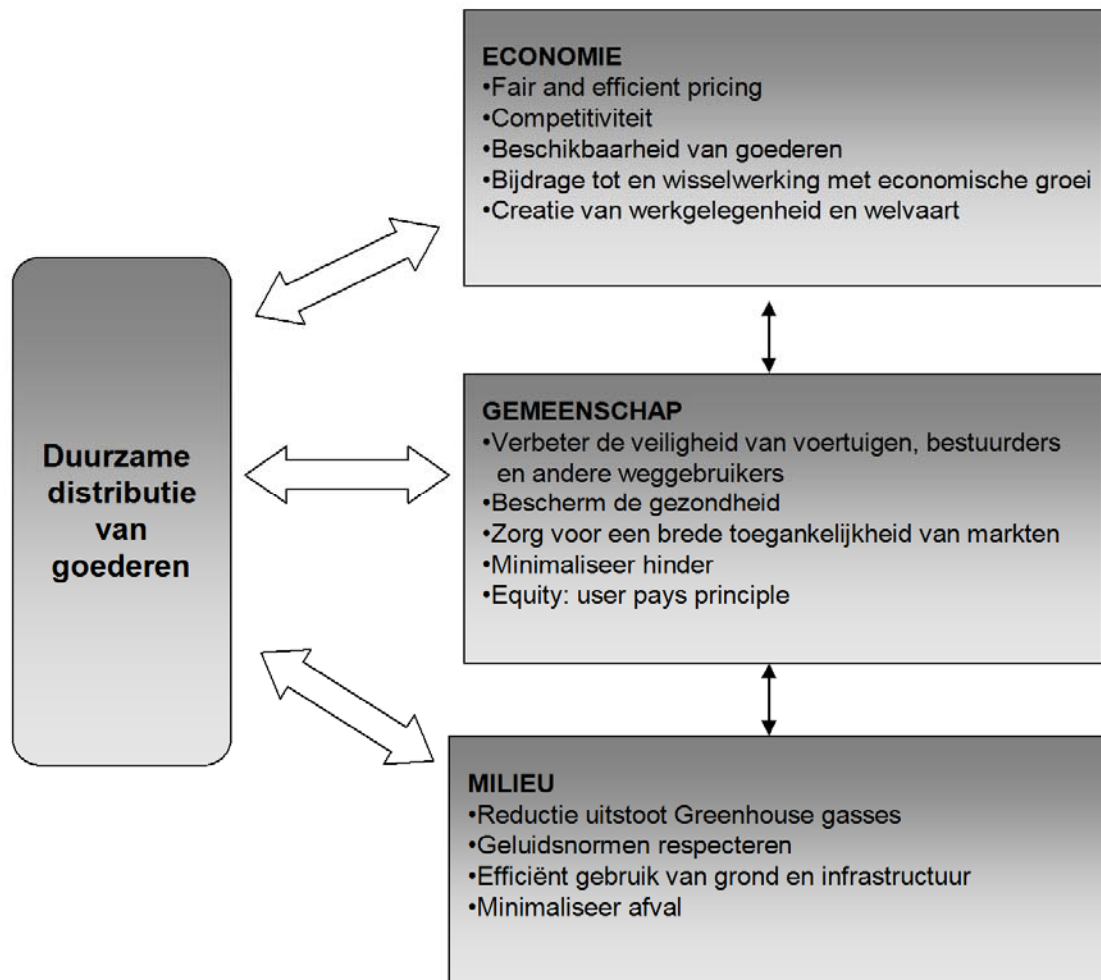 Duurzame
distributie
van
goederen
ECONOMIE
•Fair and efficient pricing
•Competitiviteit
•Beschikbaarheid van goederen
•Bijdrage tot en wisselwerking met economische groei
•Creatie van werkgelegenheid en welvaart
GEMEENSCHAP
•Verbeter de veiligheid van voertuigen, bestuurders
en andere weggebruikers
•Bescherm de gezondheid
•Zorg voor een brede toegankelijkheid van markten
•Minimaliseer hinder
•Equity: user pays principle
MILIEU
•Reductie uitstoot Greenhouse gasses
•Geluidsnormen respecteren
•Efficiënt gebruik van grond en infrastructuur
•Minimaliseer afval